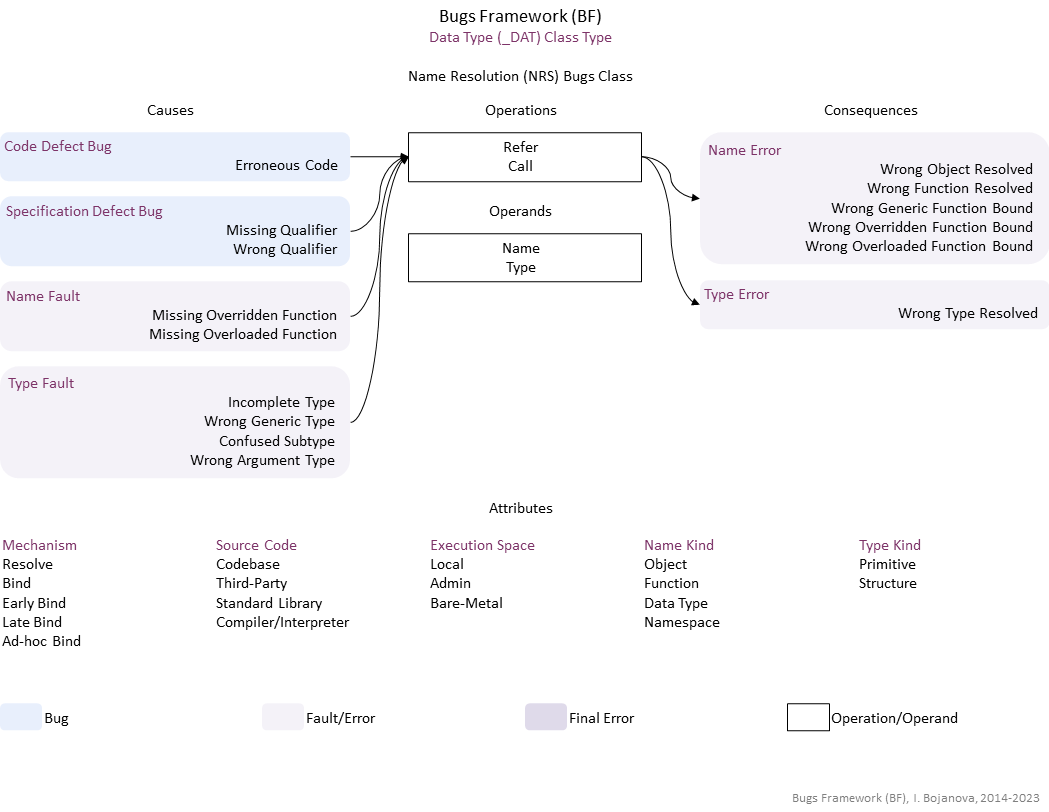 Bugs Framework (BF)
Data Type (_DAT) Class Type
Name Resolution (NRS) Bugs Class
Causes
Operations
Consequences
Code Defect Bug
Erroneous Code
Specification Defect Bug
Missing Qualifier
Wrong Qualifier
Name Fault
Missing Overridden Function
Missing Overloaded Function
Type Fault
Incomplete Type
Wrong Generic Type
Confused Subtype
Wrong Argument Type
Refer
Call
Operands
Name
Type
Name Error
Wrong Object Resolved
Wrong Function Resolved
Wrong Generic Function Bound
Wrong Overridden Function Bound
Wrong Overloaded Function Bound
Type Error
Wrong Type Resolved
Attributes
Mechanism
Resolve
Bind
Early Bind
Late Bind
Ad-hoc Bind
Source Code
Codebase
Third-Party
Standard Library
Compiler/Interpreter
Execution Space
Local
Admin
Bare-Metal
Name Kind
Object
Function
Data Type
Namespace
Type Kind
Primitive
Structure
Bug
Fault/Error
Final Error
Operation/Operand
Bugs Framework (BF), I. Bojanova, 2014-2023